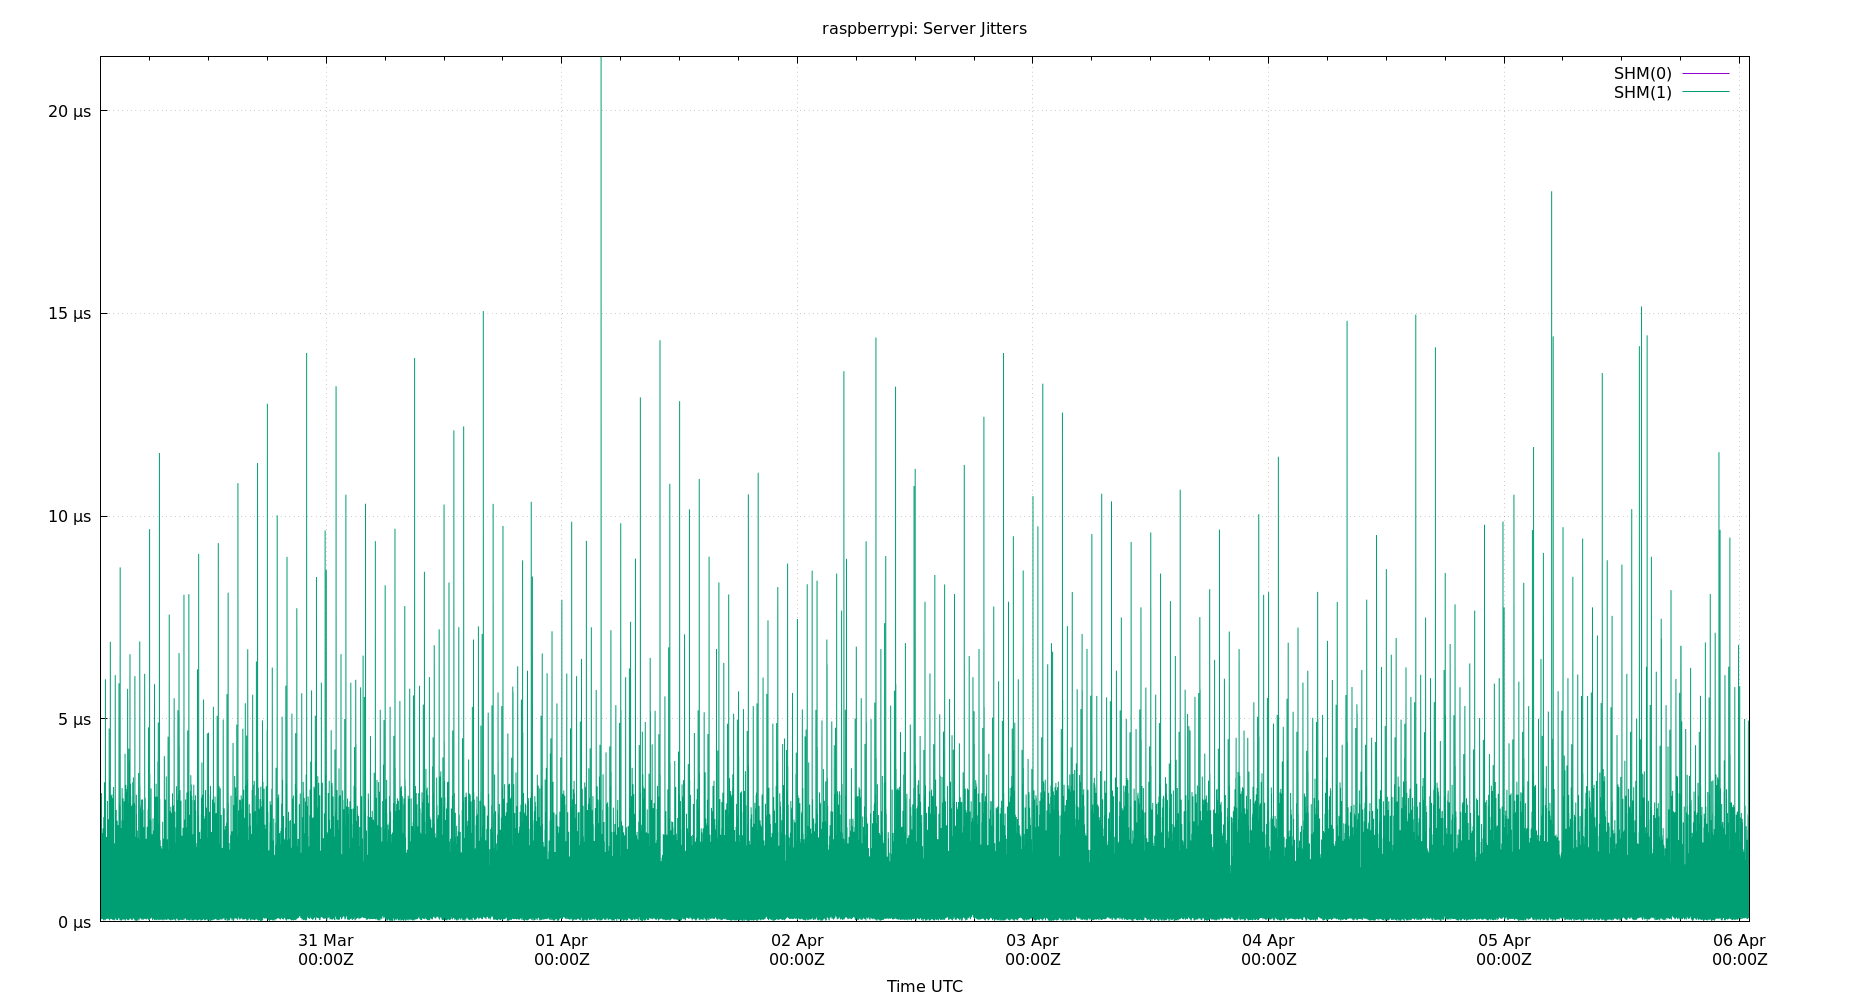 raspberrypi: Server Jitters
SHM(0)
SHM(1)
20 µs
15 µs
10 µs
5 µs
0 µs
31 Mar 01 Apr 02 Apr 03 Apr 04 Apr 05 Apr 06 Apr
00:00Z 00:00Z 00:00Z 00:00Z 00:00Z 00:00Z 00:00Z
Time UTC